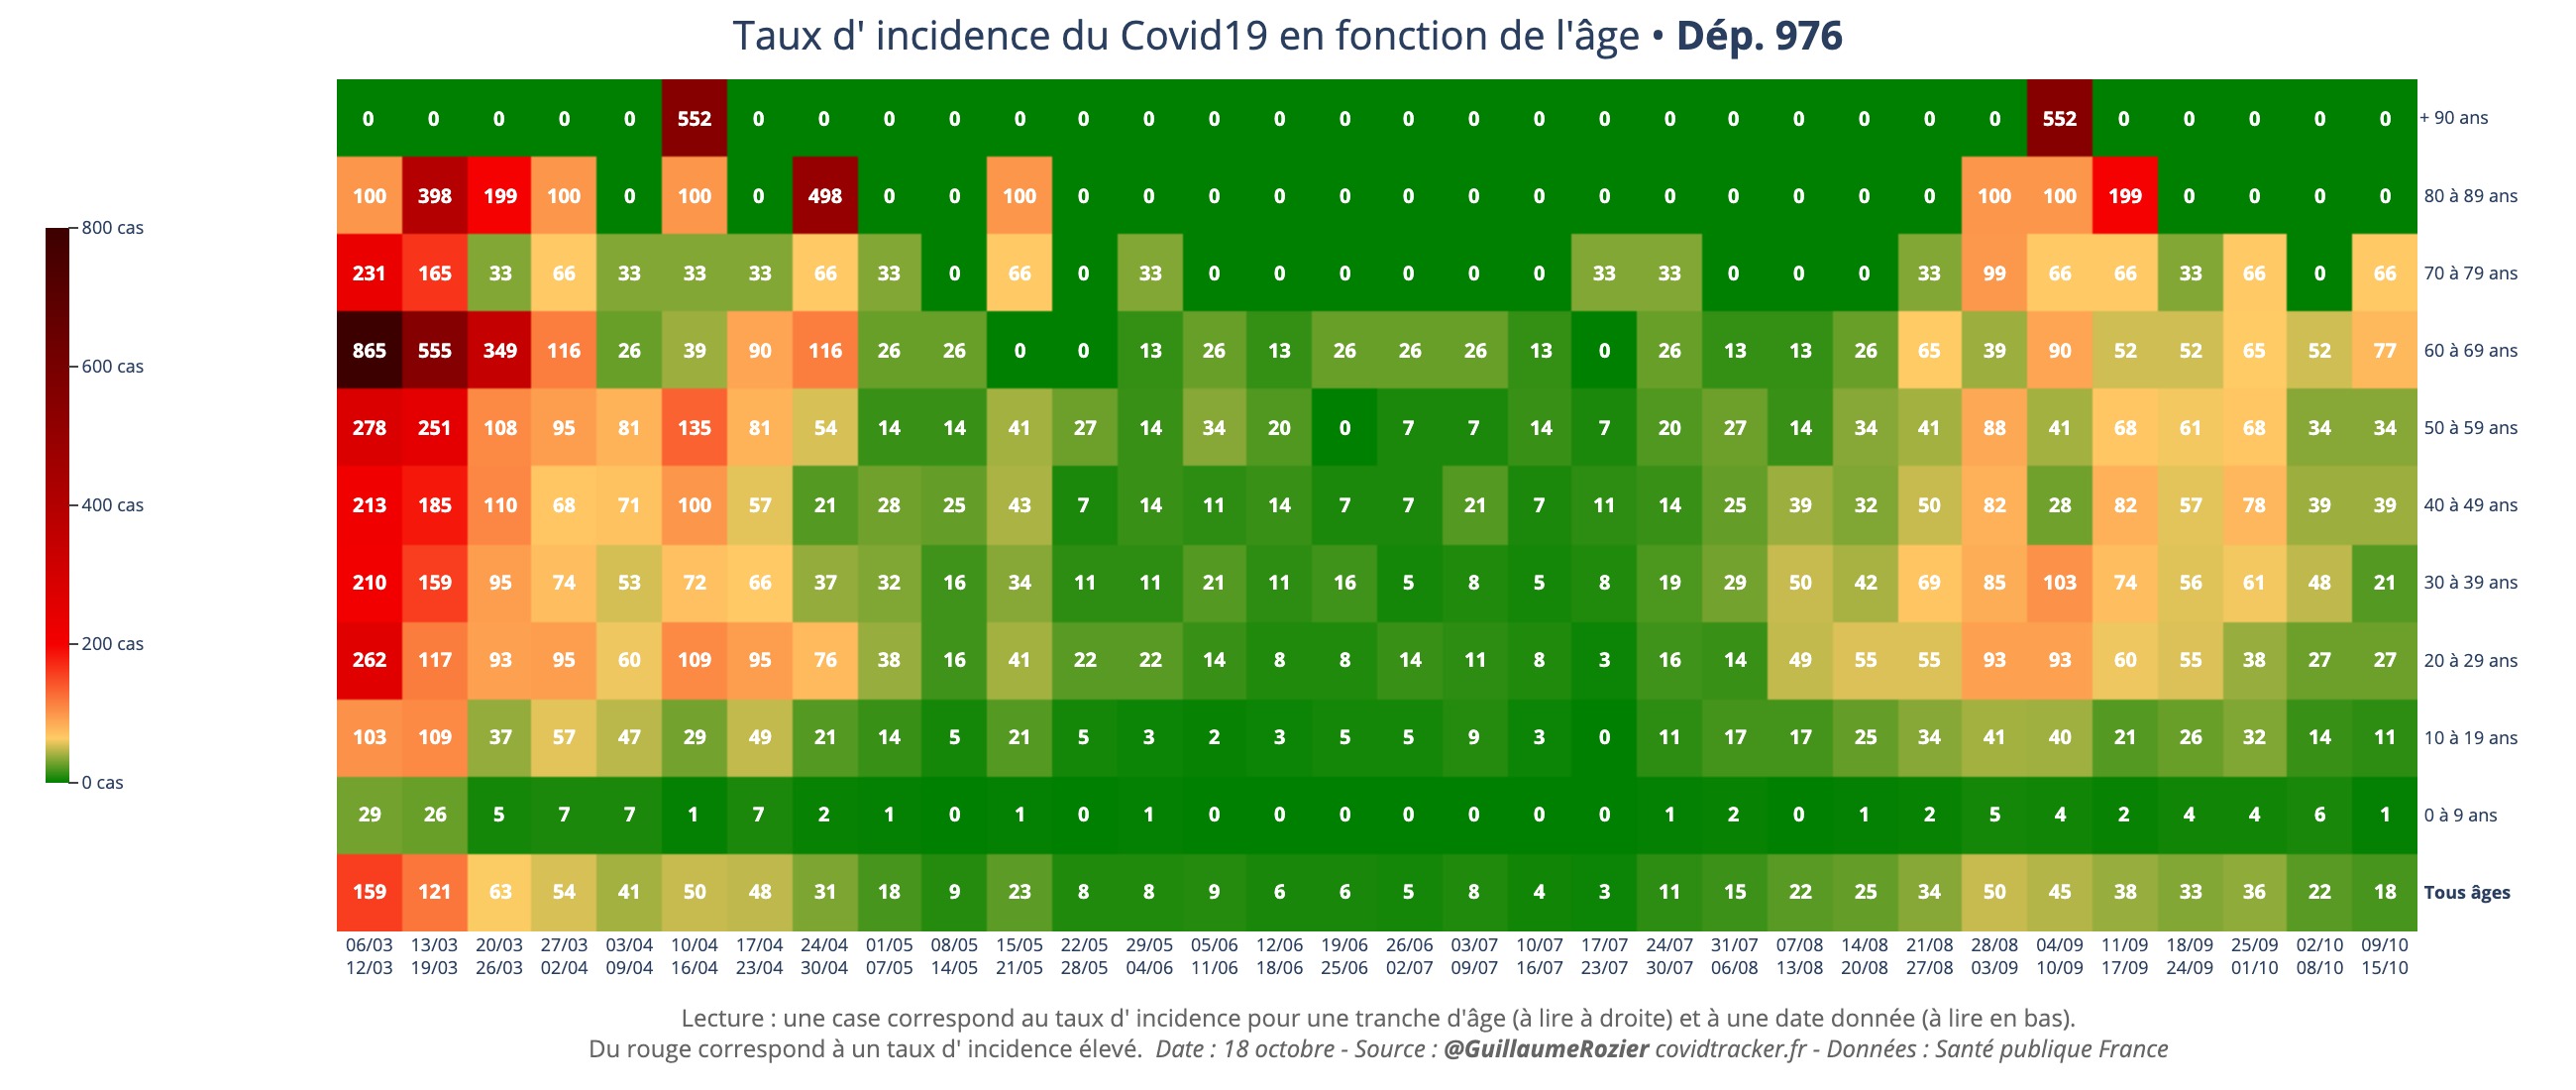 Taux d' incidence du Covid19 en fonction de l'âge • Dép. 976
800 cas
600 cas
400 cas
200 cas
0 cas
0 0 0 0 0 552 0 0 0 0 0 0 0 0 0 0 0 0 0 0 0 0 0 0 0 0 552 0 0 0 0 0 + 90 ans
100 398 199 100 0 100 0 498 0 0 100 0 0 0 0 0 0 0 0 0 0 0 0 0 0 100 100 199 0 0 0 0 80 à 89 ans
231 165 33 66 33 33 33 66 33 0 66 0 33 0 0 0 0 0 0 33 33 0 0 0 33 99 66 66 33 66 0 66 70 à 79 ans
865 555 349 116 26 39 90 116 26 26 0 0 13 26 13 26 26 26 13 0 26 13 13 26 65 39 90 52 52 65 52 77 60 à 69 ans
278 251 108 95 81 135 81 54 14 14 41 27 14 34 20 0 7 7 14 7 20 27 14 34 41 88 41 68 61 68 34 34 50 à 59 ans
213 185 110 68 71 100 57 21 28 25 43 7 14 11 14 7 7 21 7 11 14 25 39 32 50 82 28 82 57 78 39 39 40 à 49 ans
210 159 95 74 53 72 66 37 32 16 34 11 11 21 11 16 5 8 5 8 19 29 50 42 69 85 103 74 56 61 48 21 30 à 39 ans
262 117 93 95 60 109 95 76 38 16 41 22 22 14 8 8 14 11 8 3 16 14 49 55 55 93 93 60 55 38 27 27 20 à 29 ans
103 109 37 57 47 29 49 21 14 5 21 5 3 2 3 5 5 9 3 0 11 17 17 25 34 41 40 21 26 32 14 11 10 à 19 ans
29 26 5 7 7 1 7 2 1 0 1 0 1 0 0 0 0 0 0 0 1 2 0 1 2 5 4 2 4 4 6 1 0 à 9 ans
159 121 63 54 41 50 48 31 18 9 23 8 8 9 6 6 5 8 4 3 11 15 22 25 34 50 45 38 33 36 22 18 Tous âges
06/03 13/03 20/03 27/03 03/04 10/04 17/04 24/04 01/05 08/05 15/05 22/05 29/05 05/06 12/06 19/06 26/06 03/07 10/07 17/07 24/07 31/07 07/08 14/08 21/08 28/08 04/09 11/09 18/09 25/09 02/10 09/10
12/03 19/03 26/03 02/04 09/04 16/04 23/04 30/04 07/05 14/05 21/05 28/05 04/06 11/06 18/06 25/06 02/07 09/07 16/07 23/07 30/07 06/08 13/08 20/08 27/08 03/09 10/09 17/09 24/09 01/10 08/10 15/10
Lecture : une case correspond au taux d' incidence pour une tranche d'âge (à lire à droite) et à une date donnée (à lire en bas).
Du rouge correspond à un taux d' incidence élevé. Date : 18 octobre - Source : @GuillaumeRozier covidtracker.fr - Données : Santé publique France